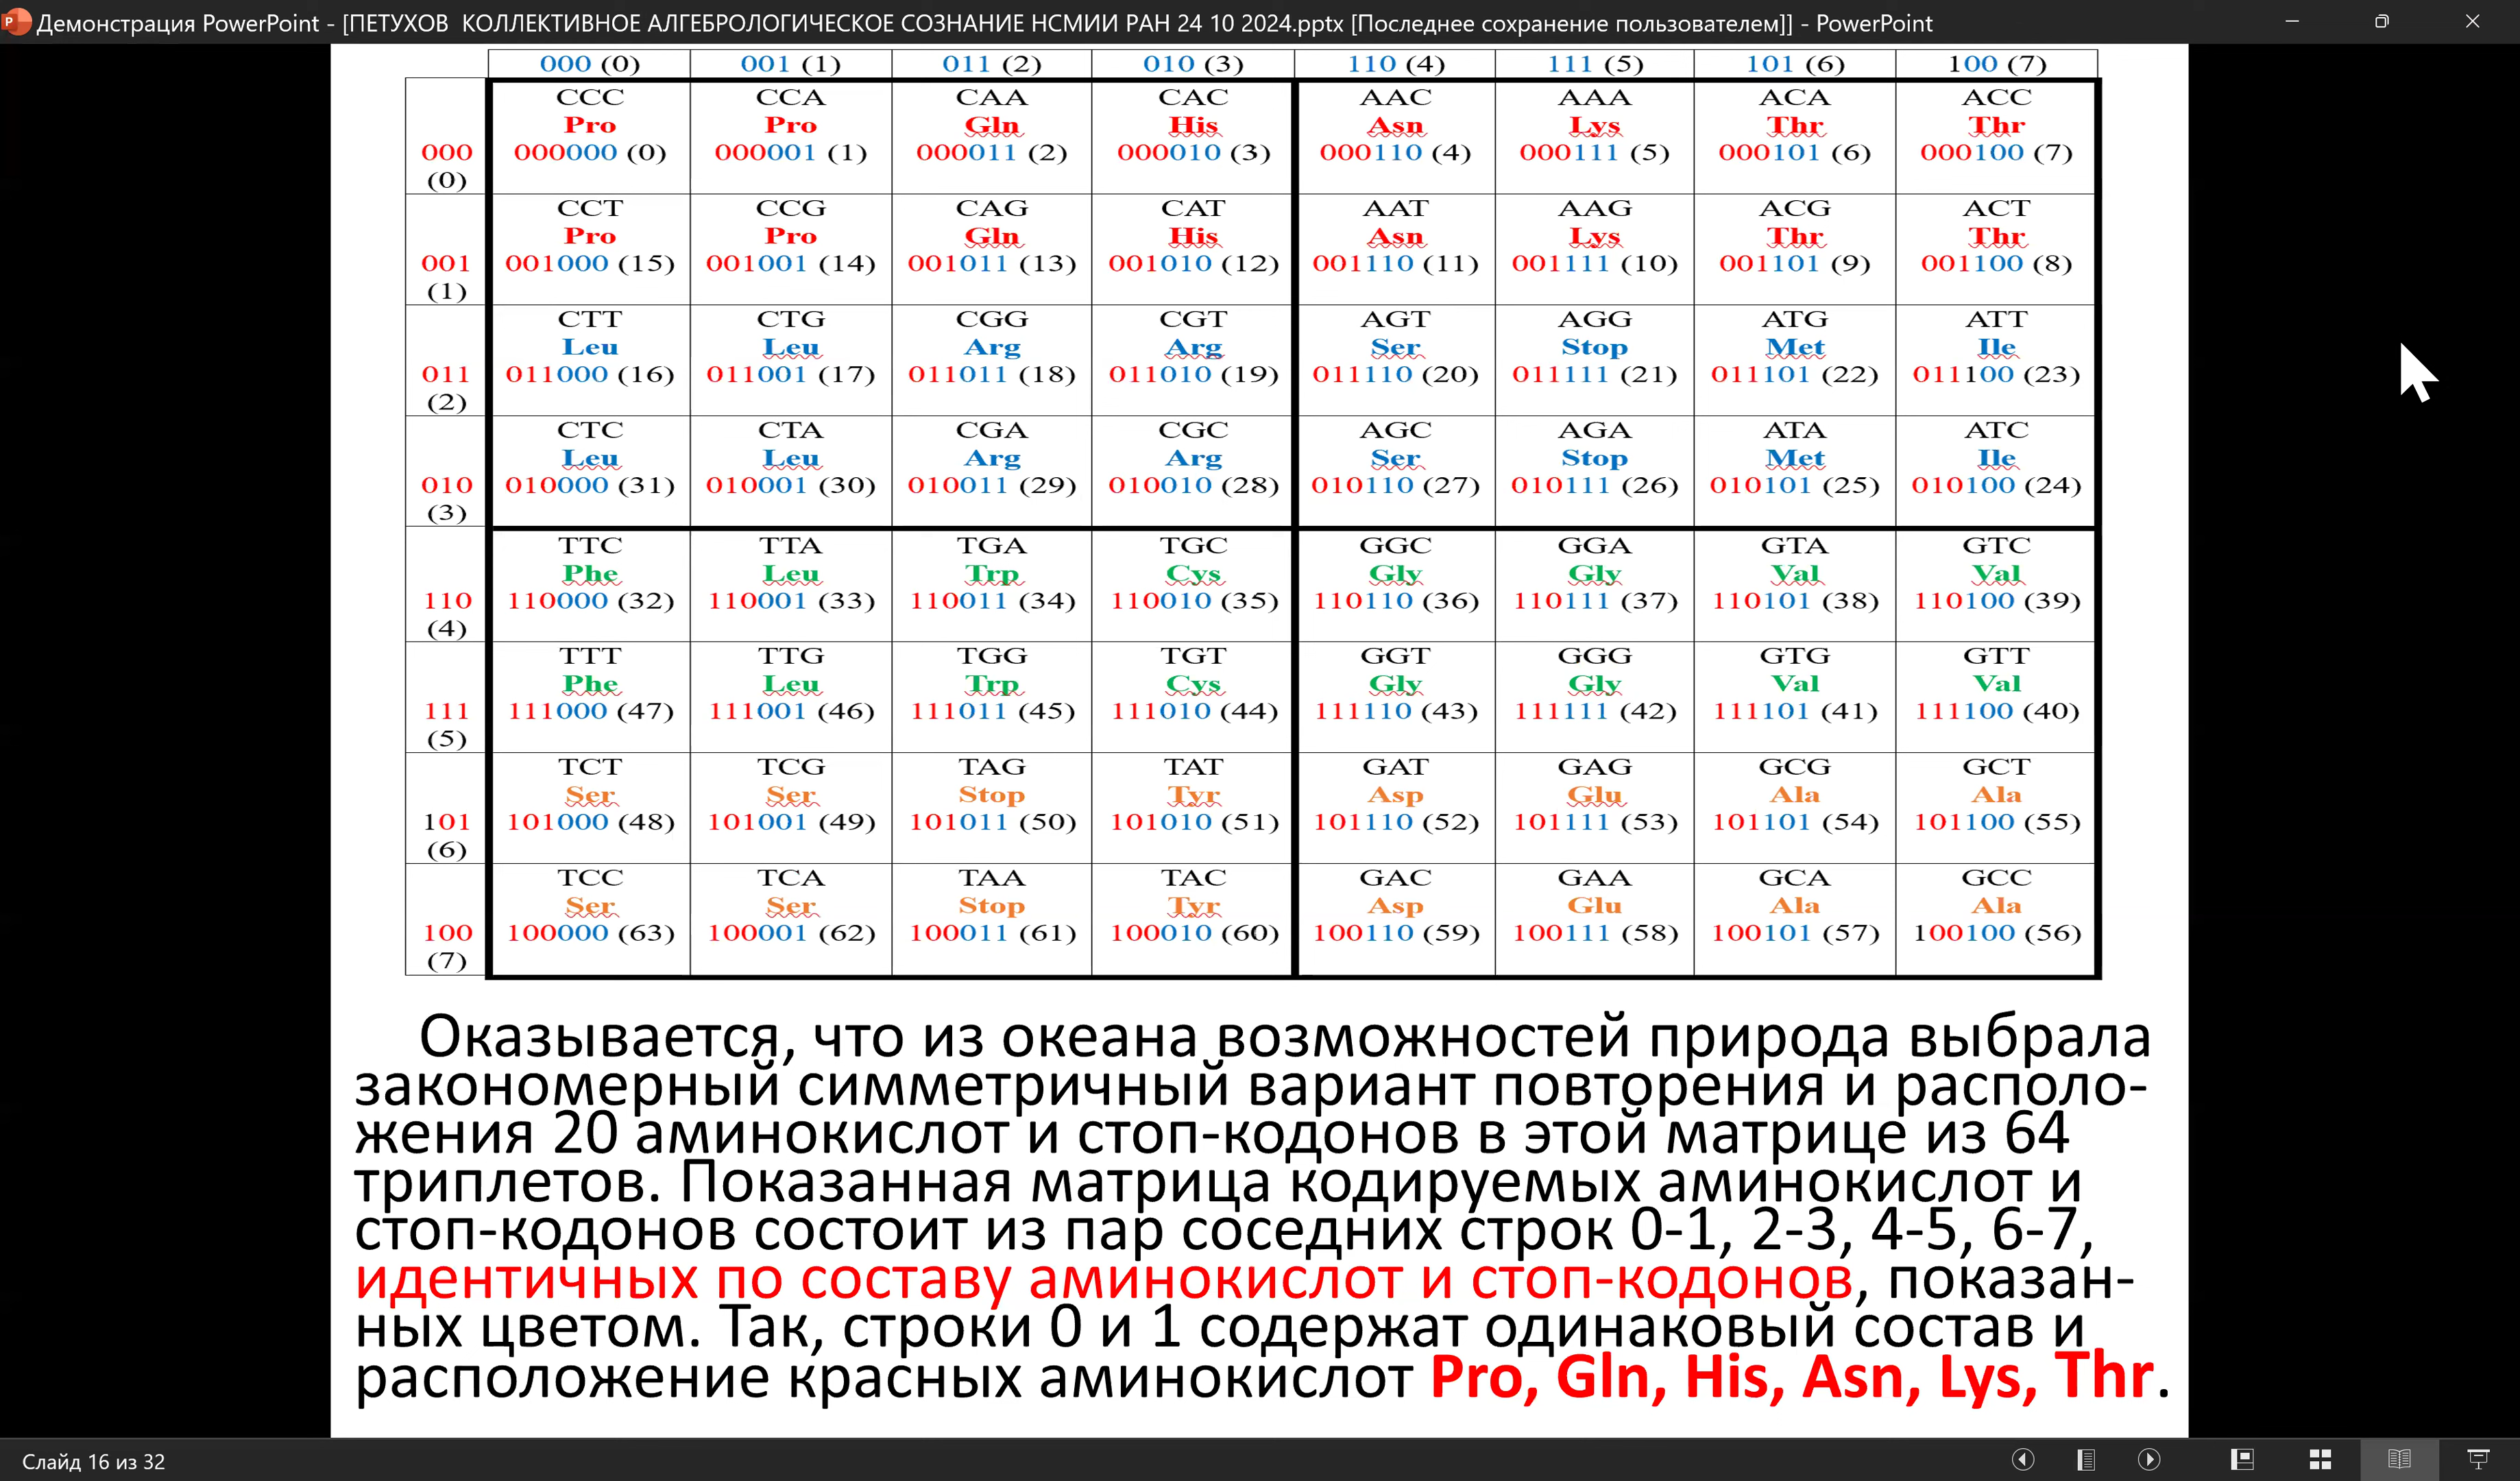 Демонстрация PowerPoint - [ПЕТУХОВ КОЛЛЕКТИВНОЕ АЛГЕБРОЛОГИЧЕСКОЕ СОЗНАНИЕ НСМИИ РАН 24 10 2024.pptx [Последнее сохранение пользователем]] - PowerPoint
000 (0) 001 (1) 011 (2) 010 (3) 110 (4) 111 (5) 101 (6) 100 (7)
CCC CCA CAA CAC AAC AAA ACA ACC
Pro Pro Gln His Asn Lys Thr Thr
000 000000 (0) 000001 (1) 000011 (2) 000010 (3) 000110 (4) 000111 (5) 000101 (6) 000100 (7)
(0)
CCT CCG CAG CAT AAT AAG ACG ACT
Pro Pro Gln His Asn Lys Thr Thr
001 001000 (15) 001001 (14) 001011 (13) 001010 (12) 001110 (11) 001111 (10) 001101 (9) 001100 (8)
(1)
CTT CTG CGG CGT AGT AGG ATG ATT
Leu Leu Arg Arg Ser Stop Met Ile
011 011000 (16) 011001 (17) 011011 (18) 011010 (19) 011110 (20) 011111 (21) 011101 (22) 011100 (23)
(2)
CTC CTA CGA CGC AGC AGA ATA ATC
Leu Leu Arg Arg Ser Stop Met Ile
010 010000 (31) 010001 (30) 010011 (29) 010010 (28) 010110 (27) 010111 (26) 010101 (25) 010100 (24)
(3)
TTC TTA TGA TGC GGC GGA GTA GTC
Phe Leu Trp Cys Gly Gly Val Val
110 110000 (32) 110001 (33) 110011 (34) 110010 (35) 110110 (36) 110111 (37) 110101 (38) 110100 (39)
(4)
TTT TTG TGG TGT GGT GGG GTG GTT
Phe Leu Trp Cys Gly Gly Val Val
111 111000 (47) 111001 (46) 111011 (45) 111010 (44) 111110 (43) 111111 (42) 111101 (41) 111100 (40)
(5)
TCT TCG TAG TAT GAT GAG GCG GCT
Ser Ser Stop Tyr Asp Glu Ala Ala
101 101000 (48) 101001 (49) 101011 (50) 101010 (51) 101110 (52) 101111 (53) 101101 (54) 101100 (55)
(6)
TCC TCA TAA TAC GAC GAA GCA GCC
Ser Ser Stop Tyr Asp Glu Ala Ala
100 100000 (63) 100001 (62) 100011 (61) 100010 (60) 100110 (59) 100111 (58) 100101 (57) 100100 (56)
(7)
Оказывается, что из океана возможностей природа выбрала
закономерный симметричный вариант повторения и располо-
жения 20 аминокислот и стоп-кодонов в этой матрице из 64
триплетов. Показанная матрица кодируемых аминокислот и
стоп-кодонов состоит из пар соседних строк 0-1, 2-3, 4-5, 6-7,
идентичных по составу аминокислот и стоп-кодонов, показан-
ных цветом. Так, строки 0 и 1 содержат одинаковый состав и
расположение красных аминокислот Pro, Gln, His, Asn, Lys, Thr.
Слайд 16 из 32